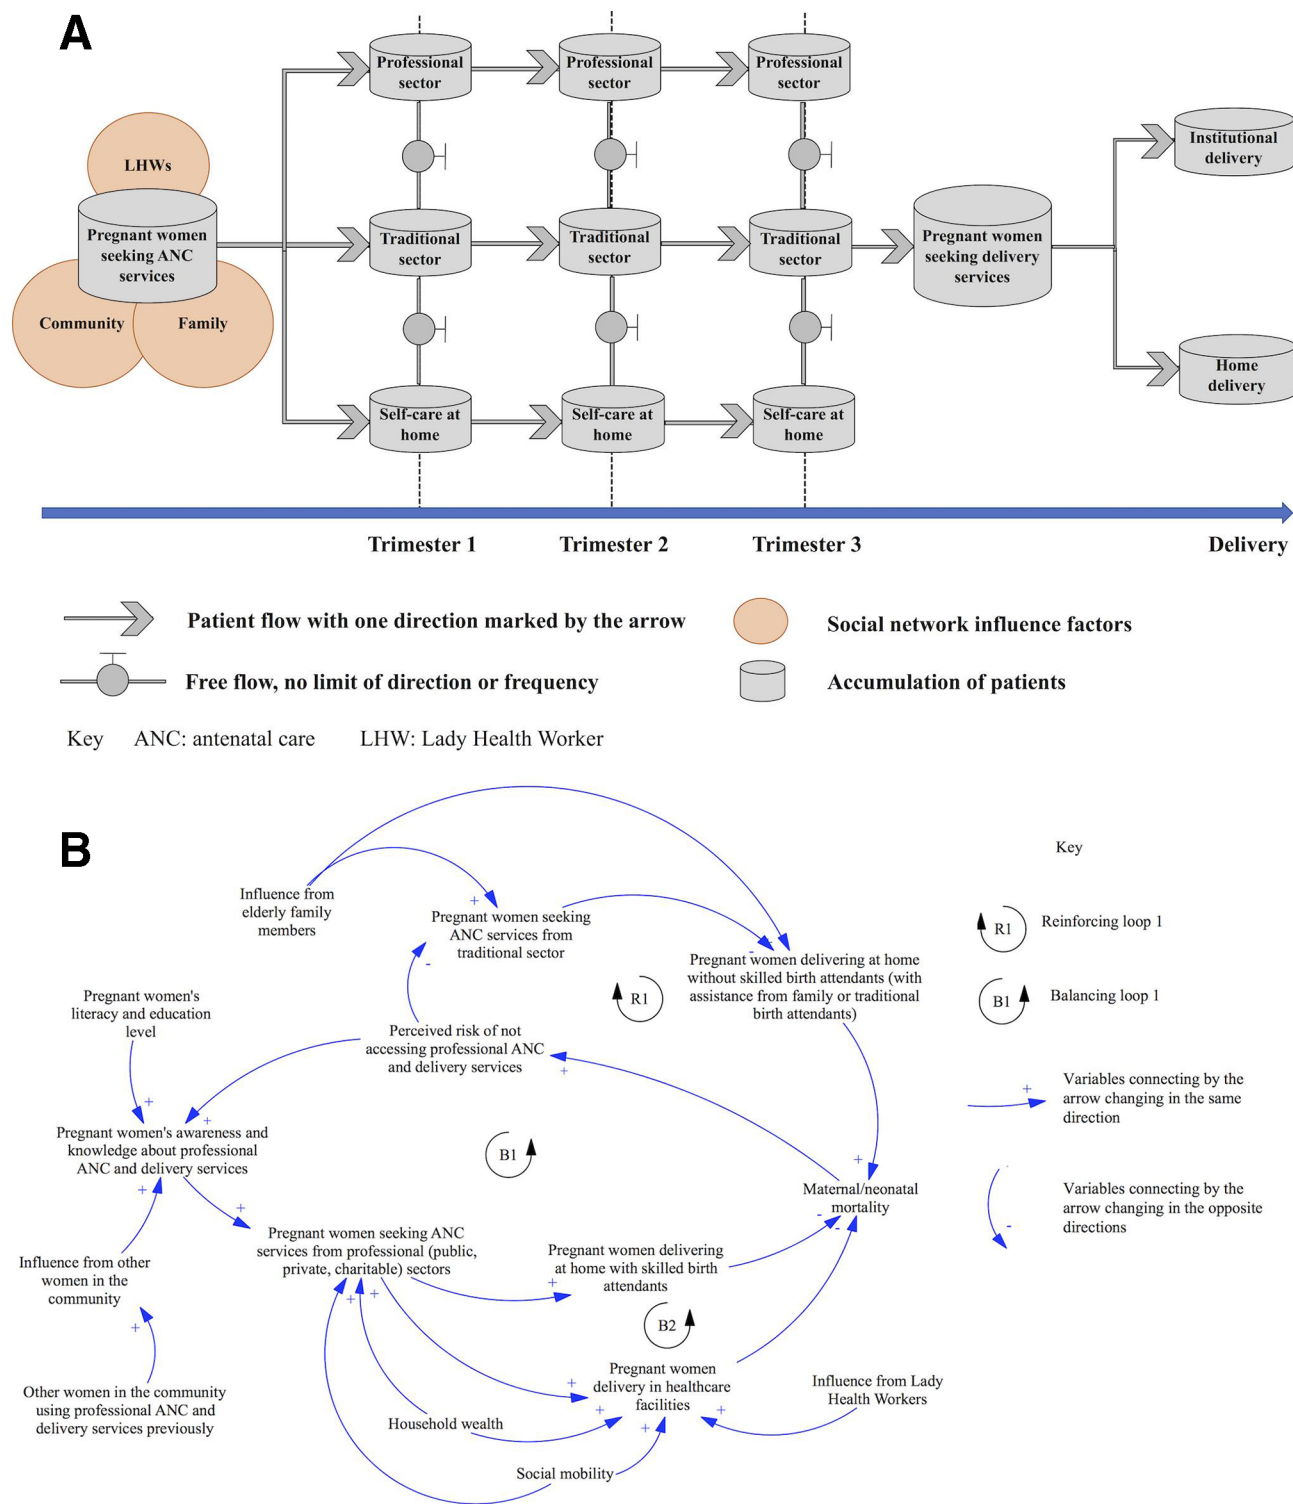 A
Professional
sector
Professional
sector
Professional
sector
LHWs
Institutional
delivery
Pregnant women
seeking ANC
services
Traditional
sector
Traditional
sector
Traditional
sector
Pregnant women
seeking delivery
services
Community
Family
Home
delivery
Self-care at
home
Self-care at
home
Self-care at
home
Trimester 1
Trimester 2
Trimester 3
Delivery
Patient flow with one direction marked by the arrow
Social network influence factors
Free flow, no limit of direction or frequency
Accumulation of patients
Key ANC: antenatal care LHW: Lady Health Worker
B
Key
Influence from
elderly family
members
+
Pregnant women seeking
ANC services from
traditional sector
R1
Reinforcing loop 1
-
-
Pregnant women delivering at home
without skilled birth attendants (with
assistance from family or traditional
birth attendants)
R1
B1
Balancing loop 1
Pregnant women's
literacy and education
level
Perceived risk of not
accessing professional ANC
and delivery services
+
+
Variables connecting by the
arrow changing in the same
direction
+
+
Pregnant women's awareness and
knowledge about professional
ANC and delivery services
B1
+
+
Maternal/neonatal
mortality
Variables connecting by the
arrow changing in the opposite
directions
-
+
-
-
Pregnant women seeking ANC
services from professional (public,
private, charitable) sectors
Pregnant women delivering
at home with skilled birth
attendants
Influence from other
women in the
community
+
+
+
+
B2
Pregnant women
delivery in healthcare
facilities
Influence from Lady
Health Workers
+
+
+
+
Other women in the community
using professional ANC and
delivery services previously
Household wealth
Social mobility